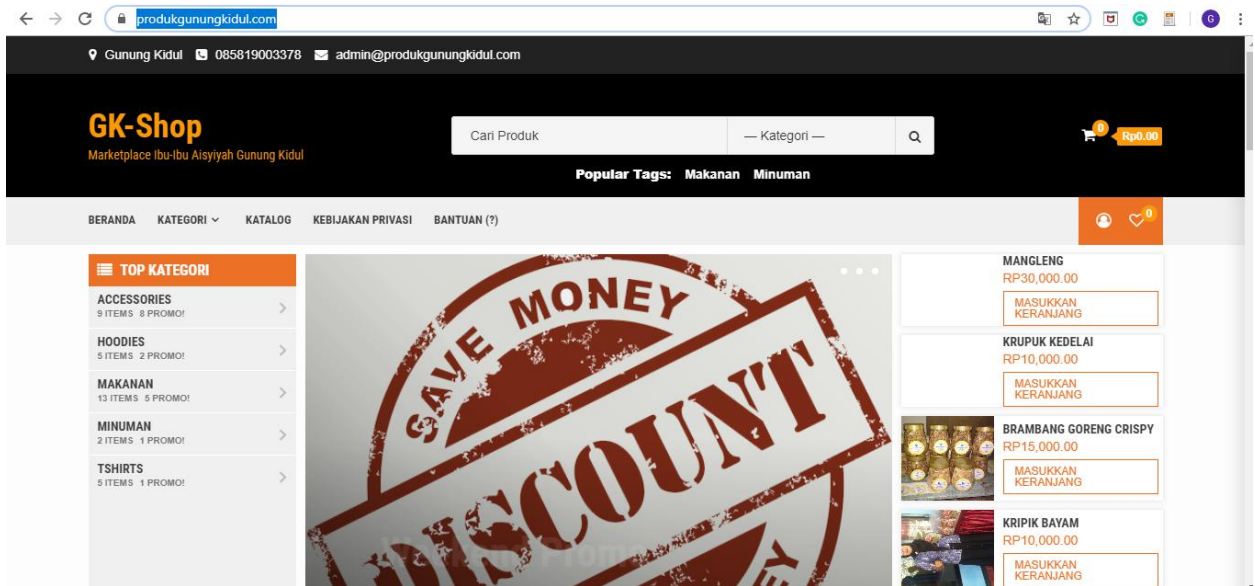 produkgunungkidul.com
G
Gunung Kidul 085819003378 admin@produkgunungkidul.com
GK-Shop
Marketplace Ibu-Ibu Aisyiyah Gunung Kidul
Cari Produk — Kategori —
0 Rp0.00
Popular Tags: Makanan Minuman
BERANDA KATEGORI KATALOG KEBIJAKAN PRIVASI BANTUAN (?)
0
TOP KATEGORI
ACCESSORIES
9 ITEMS 8 PROMO!
HOODIES
5 ITEMS 2 PROMO!
MAKANAN
13 ITEMS 5 PROMO!
MINUMAN
2 ITEMS 1 PROMO!
TSHIRTS
5 ITEMS 1 PROMO!
SAVE MONEY
DISCOUNT
MONEY
Weekend Promo
MANGLENG
RP30,000.00
MASUKKAN
KERANJANG
KRUPUK KEDELAI
RP10,000.00
MASUKKAN
KERANJANG
BRAMBANG GORENG CRISPY
RP15,000.00
MASUKKAN
KERANJANG
KRIPIK BAYAM
RP10,000.00
MASUKKAN
KERANJANG